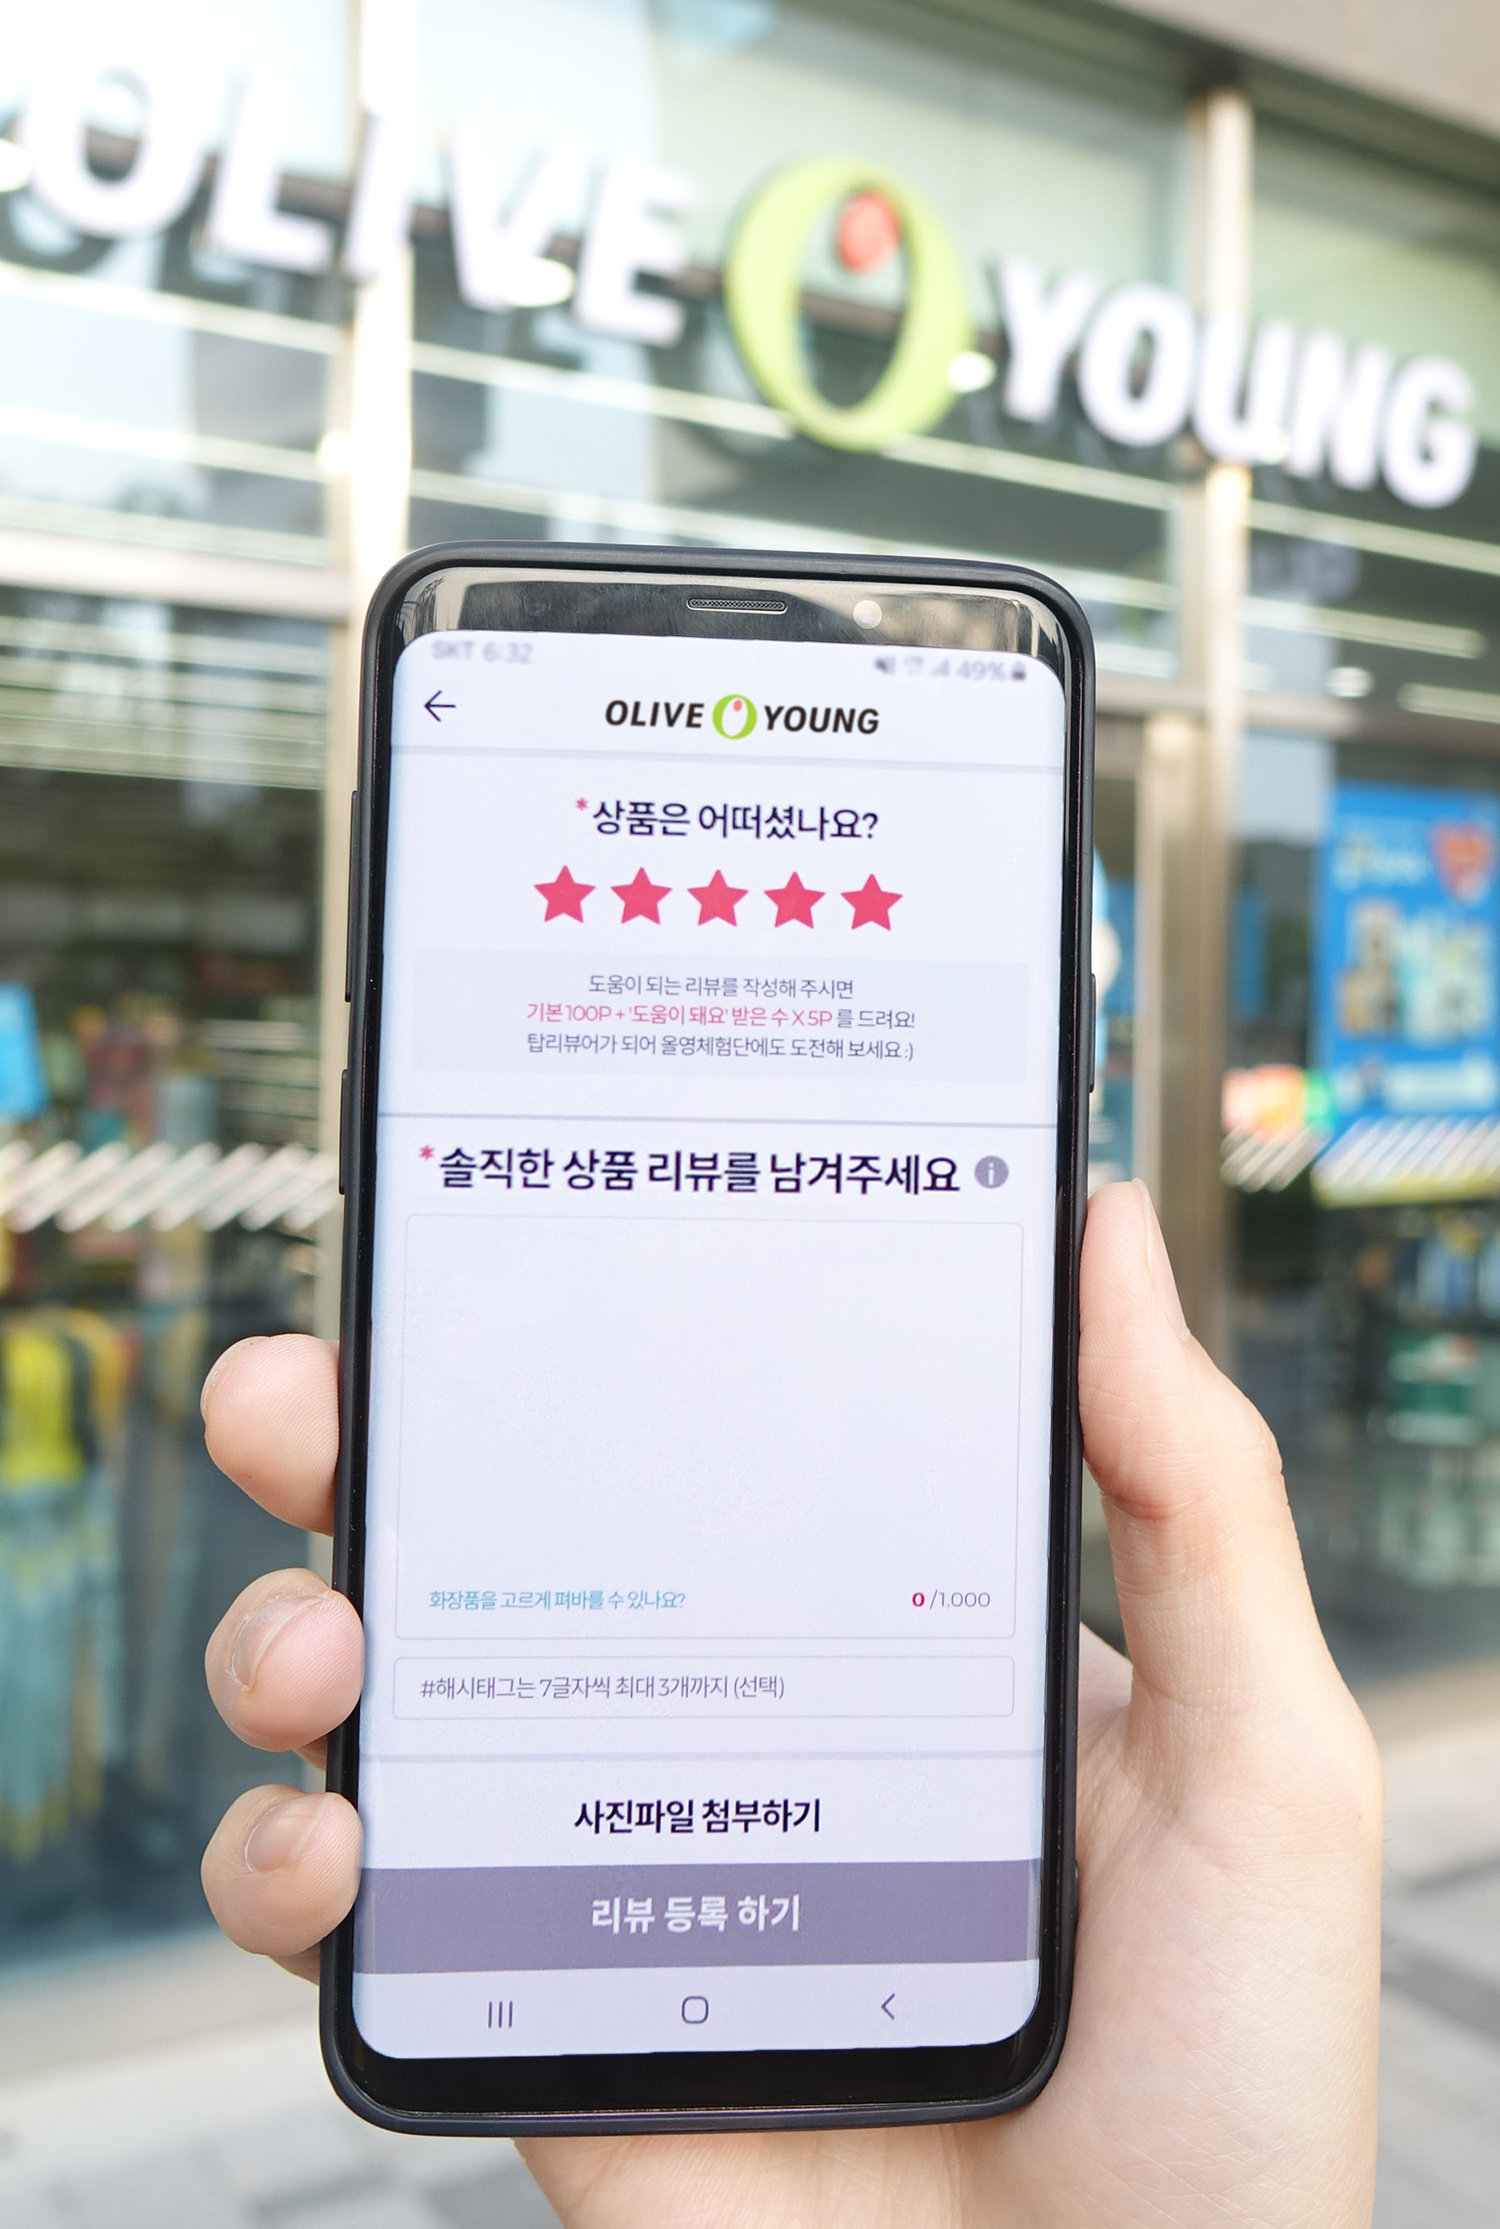 OLIVE YOUNG
SKT 6:32 49%
OLIVE YOUNG
*상품은 어떠셨나요?
도움이 되는 리뷰를 작성해 주시면
기본 100P + '도움이 돼요' 받은 수 X 5P 를 드려요!
탑리뷰어가 되어 올영체험단에도 도전해 보세요 :)
*솔직한 상품 리뷰를 남겨주세요 i
화장품을 고르게 펴바를 수 있나요? 0 /1,000
#해시태그는 7글자씩 최대 3개까지 (선택)
사진파일 첨부하기
리뷰 등록 하기